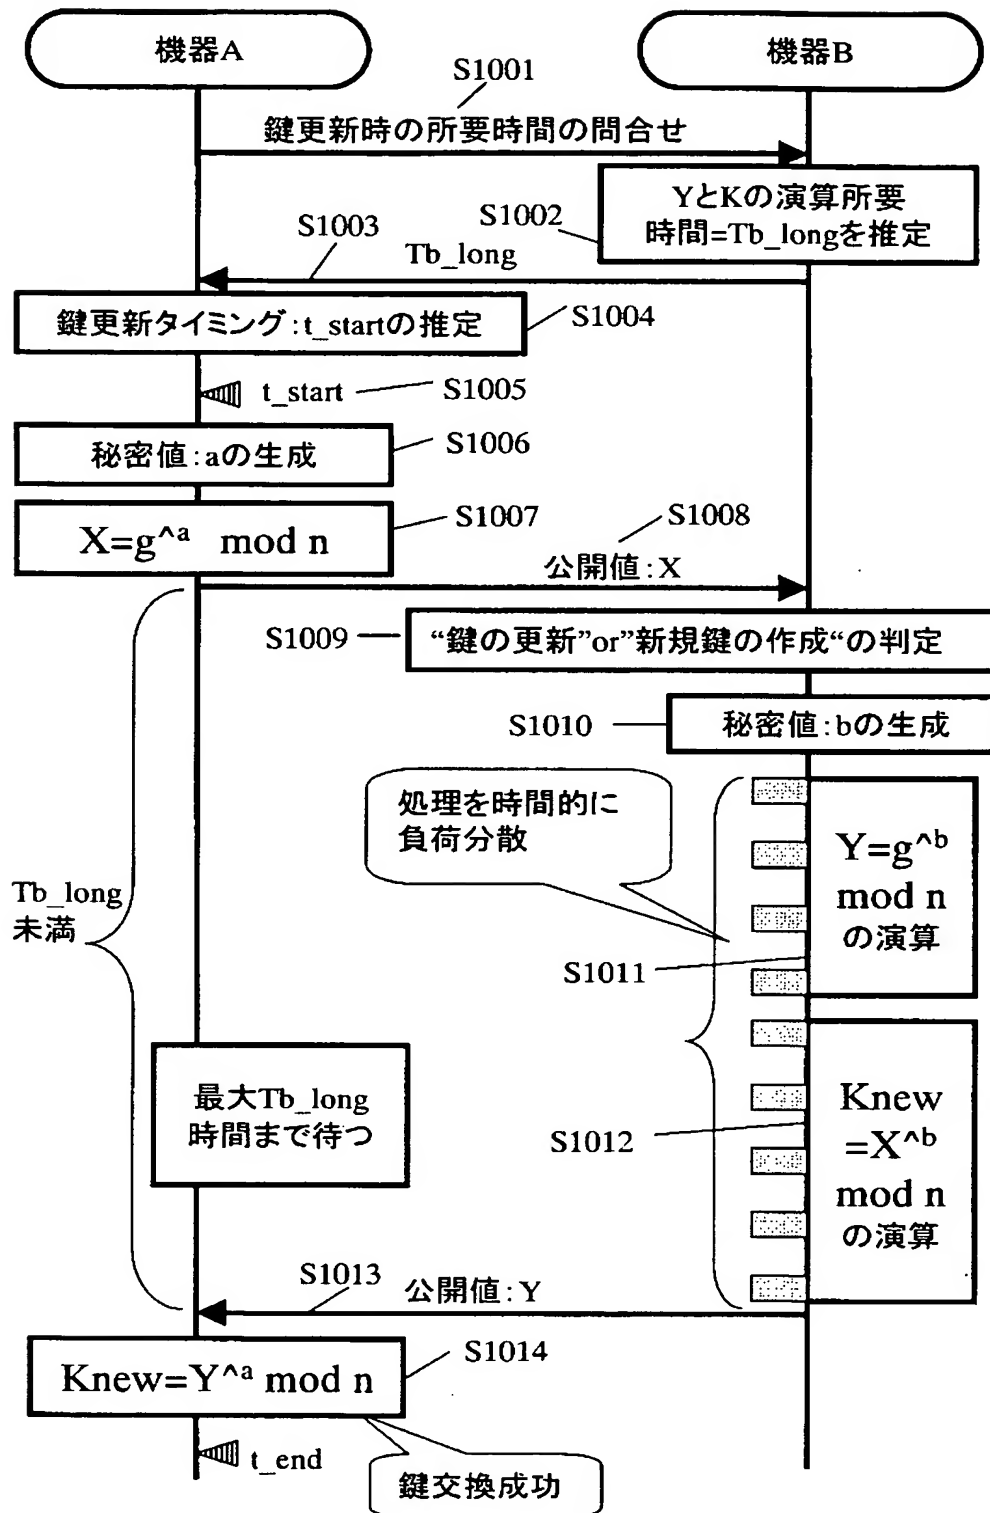 機器A
機器B
S1001
鍵更新時の所要時間の問合せ
YとKの演算所要
時間=Tb_longを推定
S1002
S1003
Tb_long
鍵更新タイミング:t_startの推定
S1004
t_start
S1005
秘密値:aの生成
S1006
X=g^a mod n
S1007
S1008
公開値:X
S1009
“鍵の更新”or”新規鍵の作成“の判定
S1010
秘密値:bの生成
処理を時間的に
負荷分散
Y=g^b
mod n
の演算
Tb_long
未満
S1011
最大Tb_long
時間まで待つ
Knew
=X^b
mod n
の演算
S1012
S1013
公開値:Y
Knew=Y^a mod n
S1014
t_end
鍵交換成功